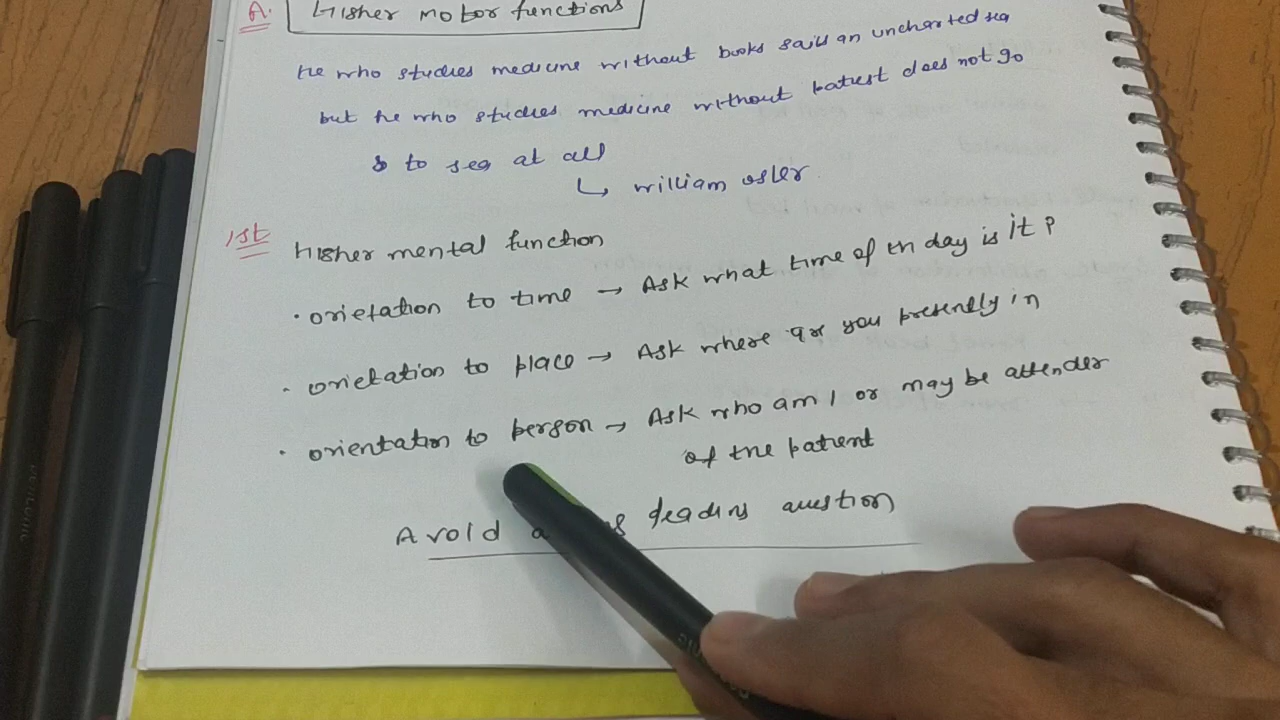 A. Higher motor functions
He who studies medicine without books sails an uncharted sea
but he who studies medicine without patient does not go
to sea at all
↳ william osler
1st Higher mental function
• orietation to time → Ask what time of th day is it ?
• orietation to place → Ask where are you presently in
• orientation to person → Ask who am I or may be attender
of the patient
Avoid leading question